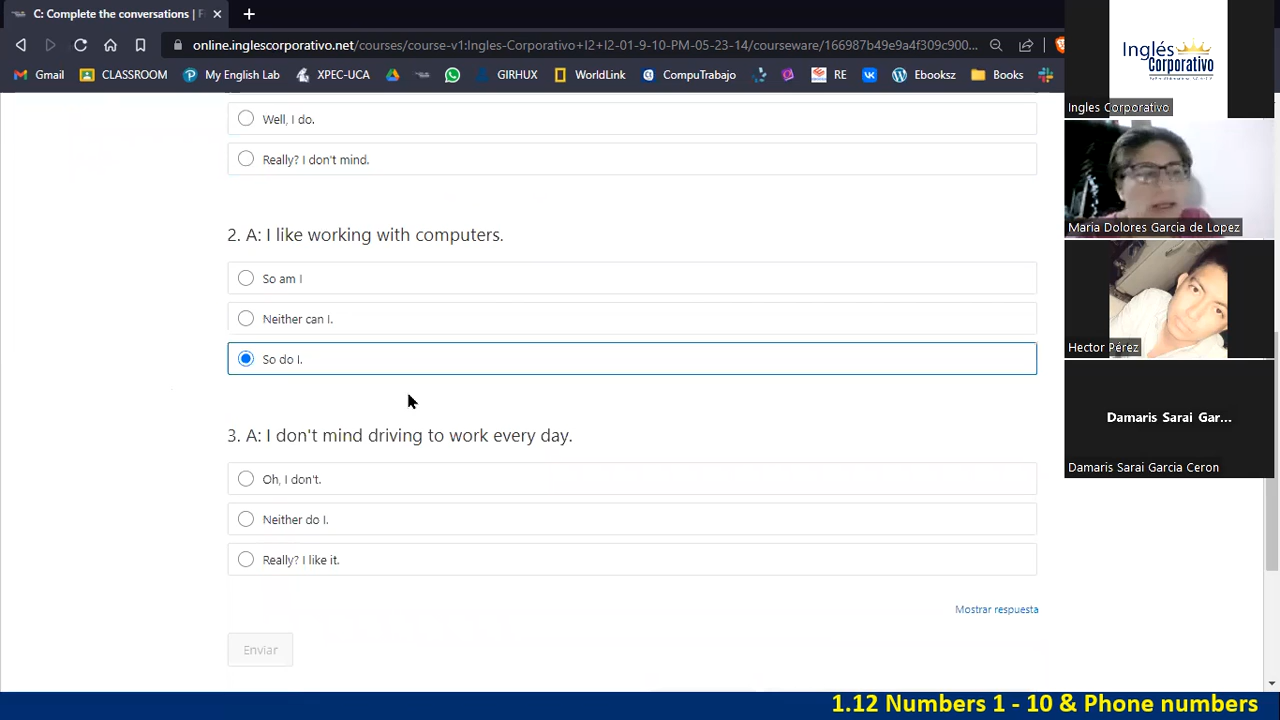 C: Complete the conversations | F
online.inglescorporativo.net/courses/course-v1:Ingles-Corporativo+I2+I2_01-9-10-PM-05-23-14/courseware/166987b49e9a4f309c900...
Gmail
CLASSROOM
My English Lab
XPEC-UCA
GIRHUX
WorldLink
CompuTrabajo
RE
Books
Well, I do.
Really? I don't mind.
2. A: I like working with computers.
So am I
Neither can I.
So do I.
3. A: I don't mind driving to work every day.
Oh, I don't.
Neither do I.
Really? I like it.
Mostrar respuesta
Enviar
Inglés
Corporativo
Ingles Corporativo
Maria Dolores Garcia de Lopez
Hector Pérez
Damaris Sarai Gar...
Damaris Sarai Garcia Ceron
1.12 Numbers 1 - 10 & Phone numbers